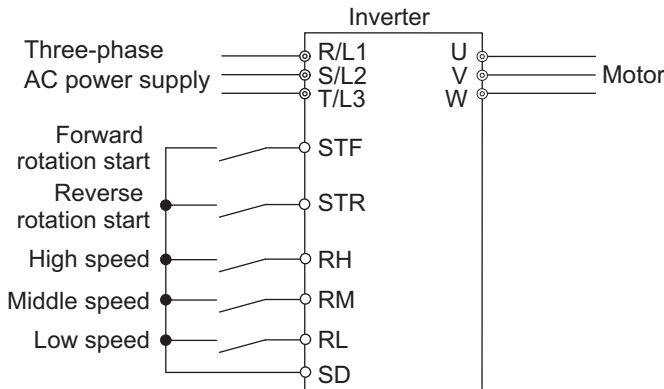 Inverter
Three-phase
AC power supply
R/L1
S/L2
T/L3
U
V
W
Motor
Forward
rotation start
STF
Reverse
rotation start
STR
High speed
RH
Middle speed
RM
Low speed
RL
SD